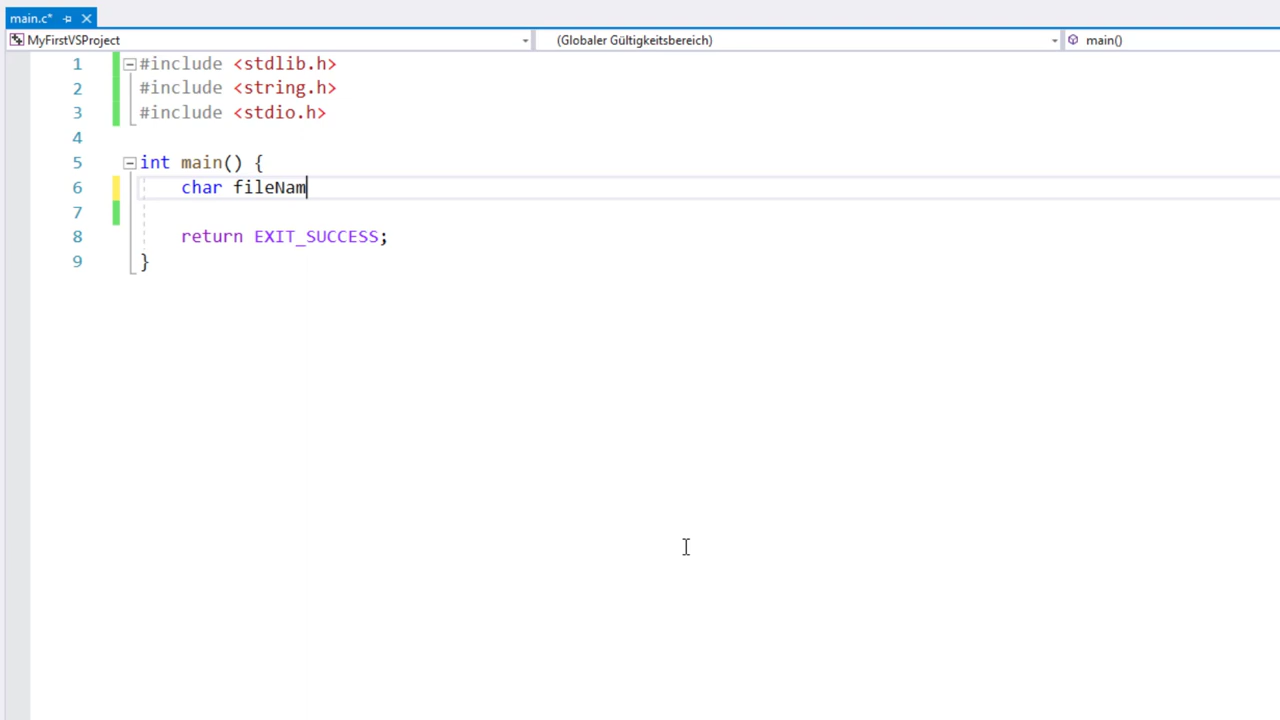 main.c*
MyFirstVSProject (Globaler Gültigkeitsbereich) main()
1 #include <stdlib.h>
2 #include <string.h>
3 #include <stdio.h>
4
5 int main() {
6 char fileNam
7
8 return EXIT_SUCCESS;
9 }